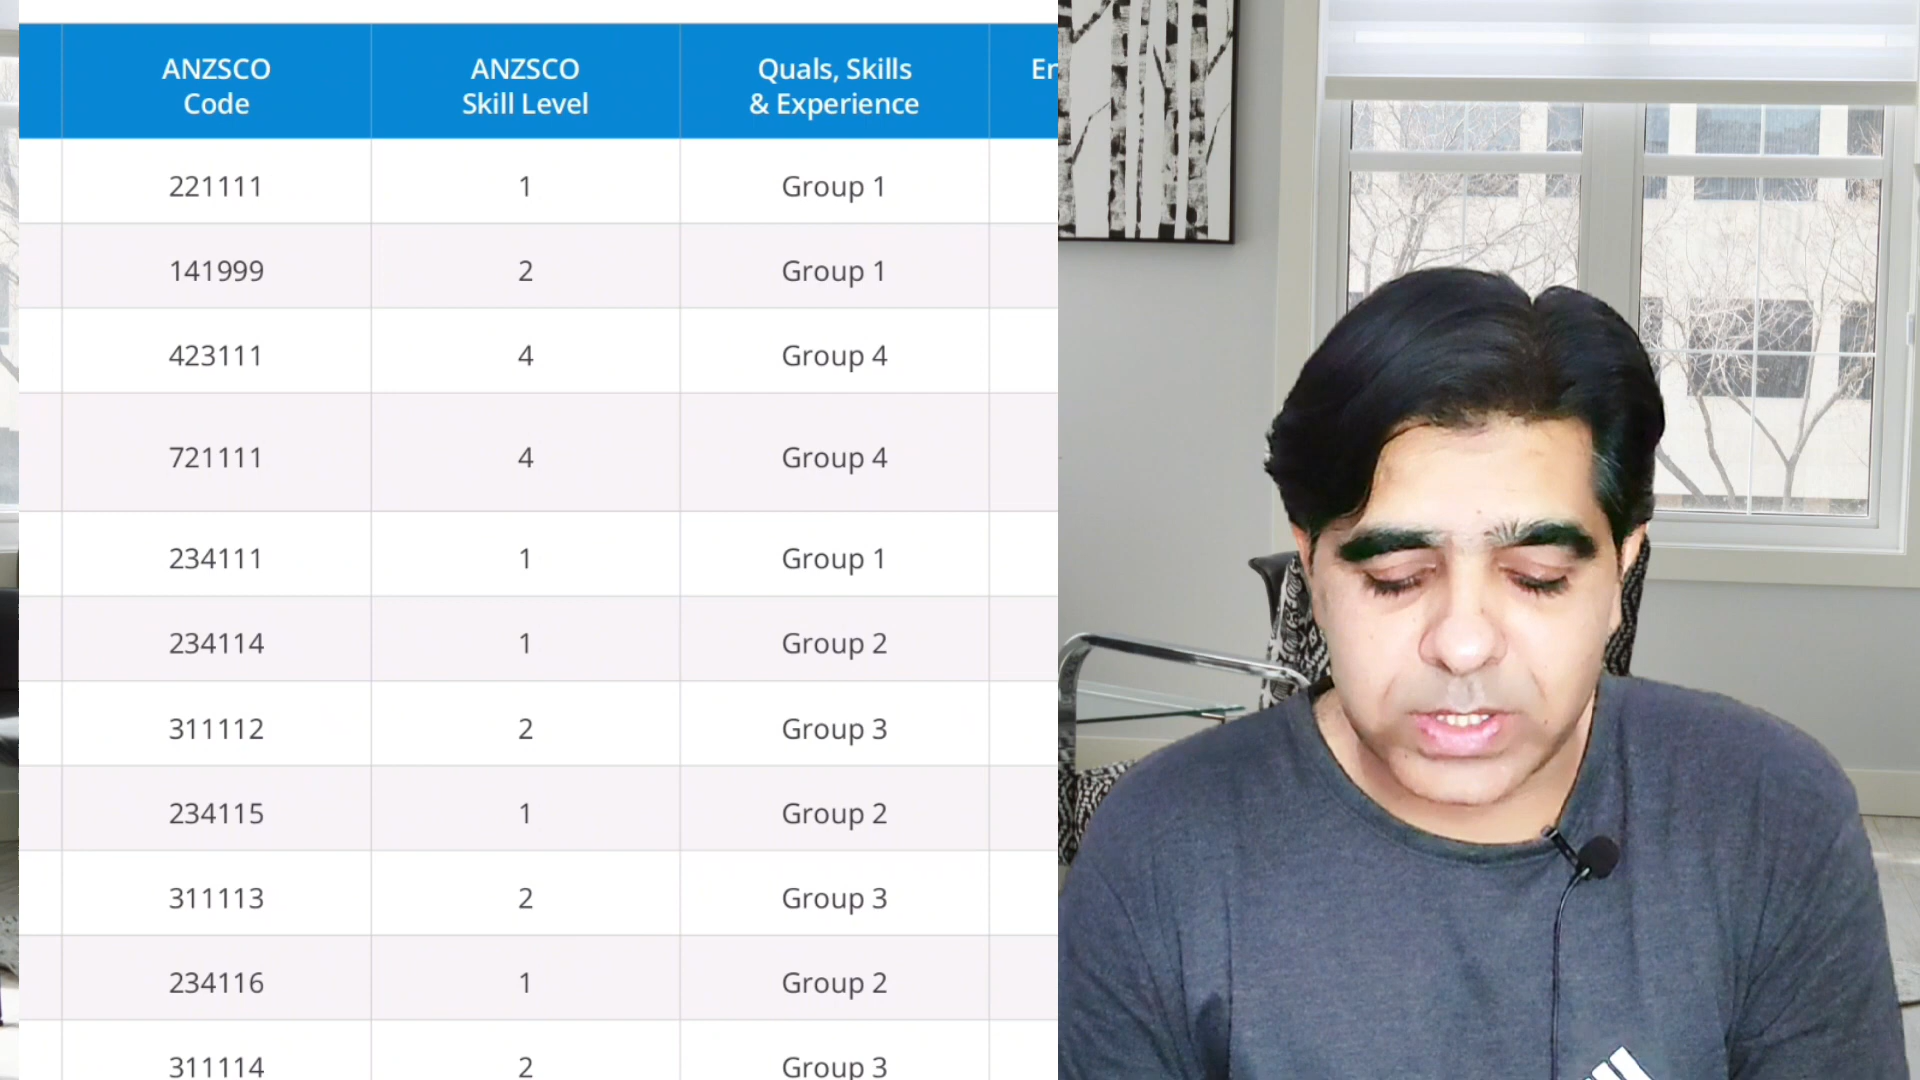 ANZSCO Code ANZSCO Skill Level Quals, Skills & Experience
221111 1 Group 1
141999 2 Group 1
423111 4 Group 4
721111 4 Group 4
234111 1 Group 1
234114 1 Group 2
311112 2 Group 3
234115 1 Group 2
311113 2 Group 3
234116 1 Group 2
311114 2 Group 3